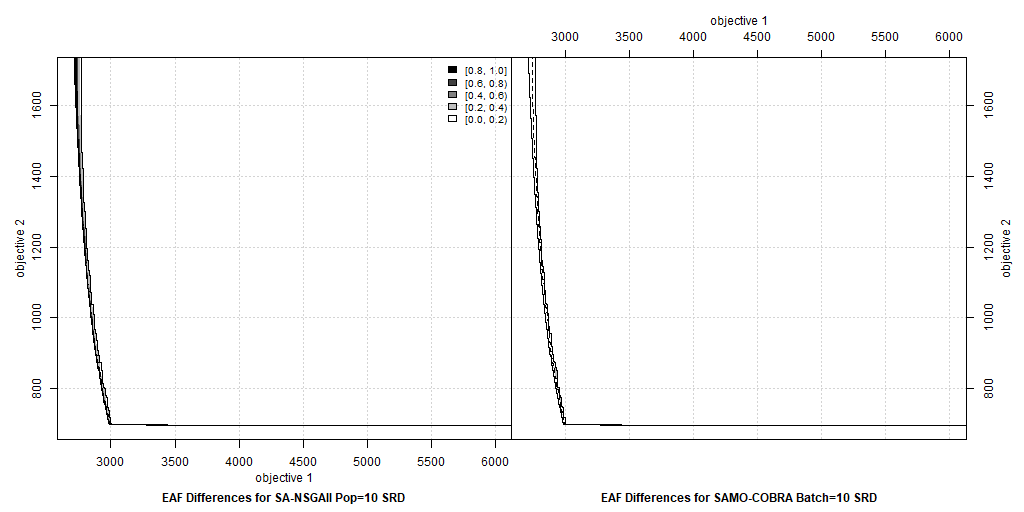 objective 1
3000 3500 4000 4500 5000 5500 6000
[0.8, 1.0]
[0.6, 0.8)
[0.4, 0.6)
[0.2, 0.4)
[0.0, 0.2)
objective 2
1600
1400
1200
1000
800
1600
1400
1200
1000
800
objective 2
3000 3500 4000 4500 5000 5500 6000
objective 1
EAF Differences for SA-NSGAII Pop=10 SRD
EAF Differences for SAMO-COBRA Batch=10 SRD